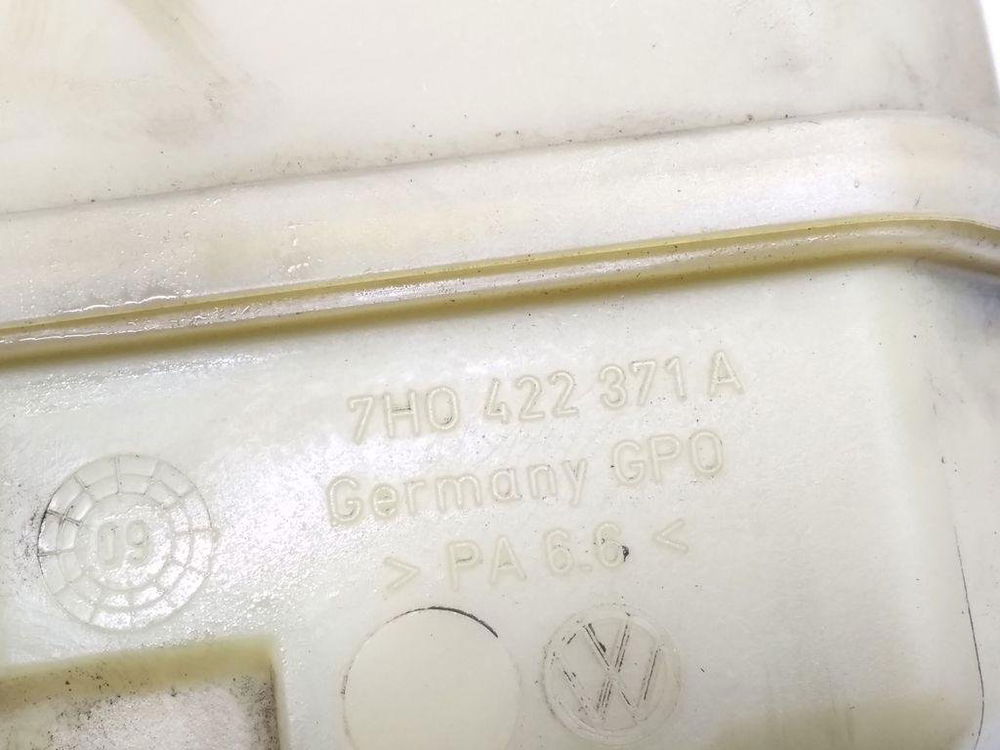 7H0 422 371 A
Germany GPO
> PA 6.6 <
09